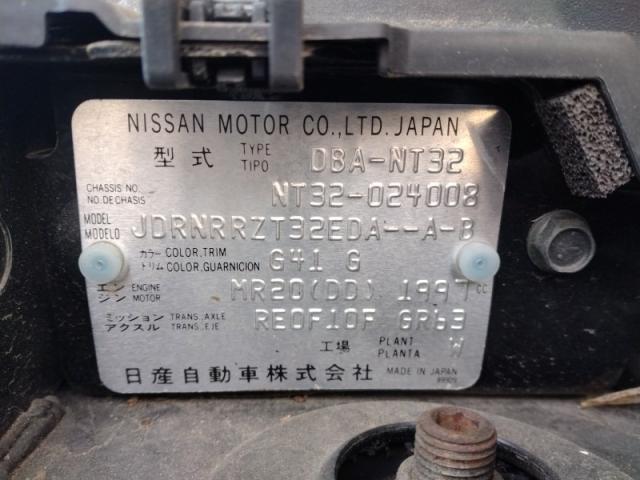 NISSAN MOTOR CO.,LTD. JAPAN
型式 TYPE TIPO DBA-NT32
CHASSIS NO. NO.DE CHASIS NT32-024008
MODEL MODELO JDRNRRZT32EDA--A-B
カラー COLOR,TRIM トリム COLOR,GUARNICION G41 G
エンジン ENGINE MOTOR MR20(DD) 1997 cc
ミッション アクスル TRANS.,AXLE TRANS.,EJE RE0F10F GR63
工場 PLANT PLANTA W
日産自動車株式会社 MADE IN JAPAN